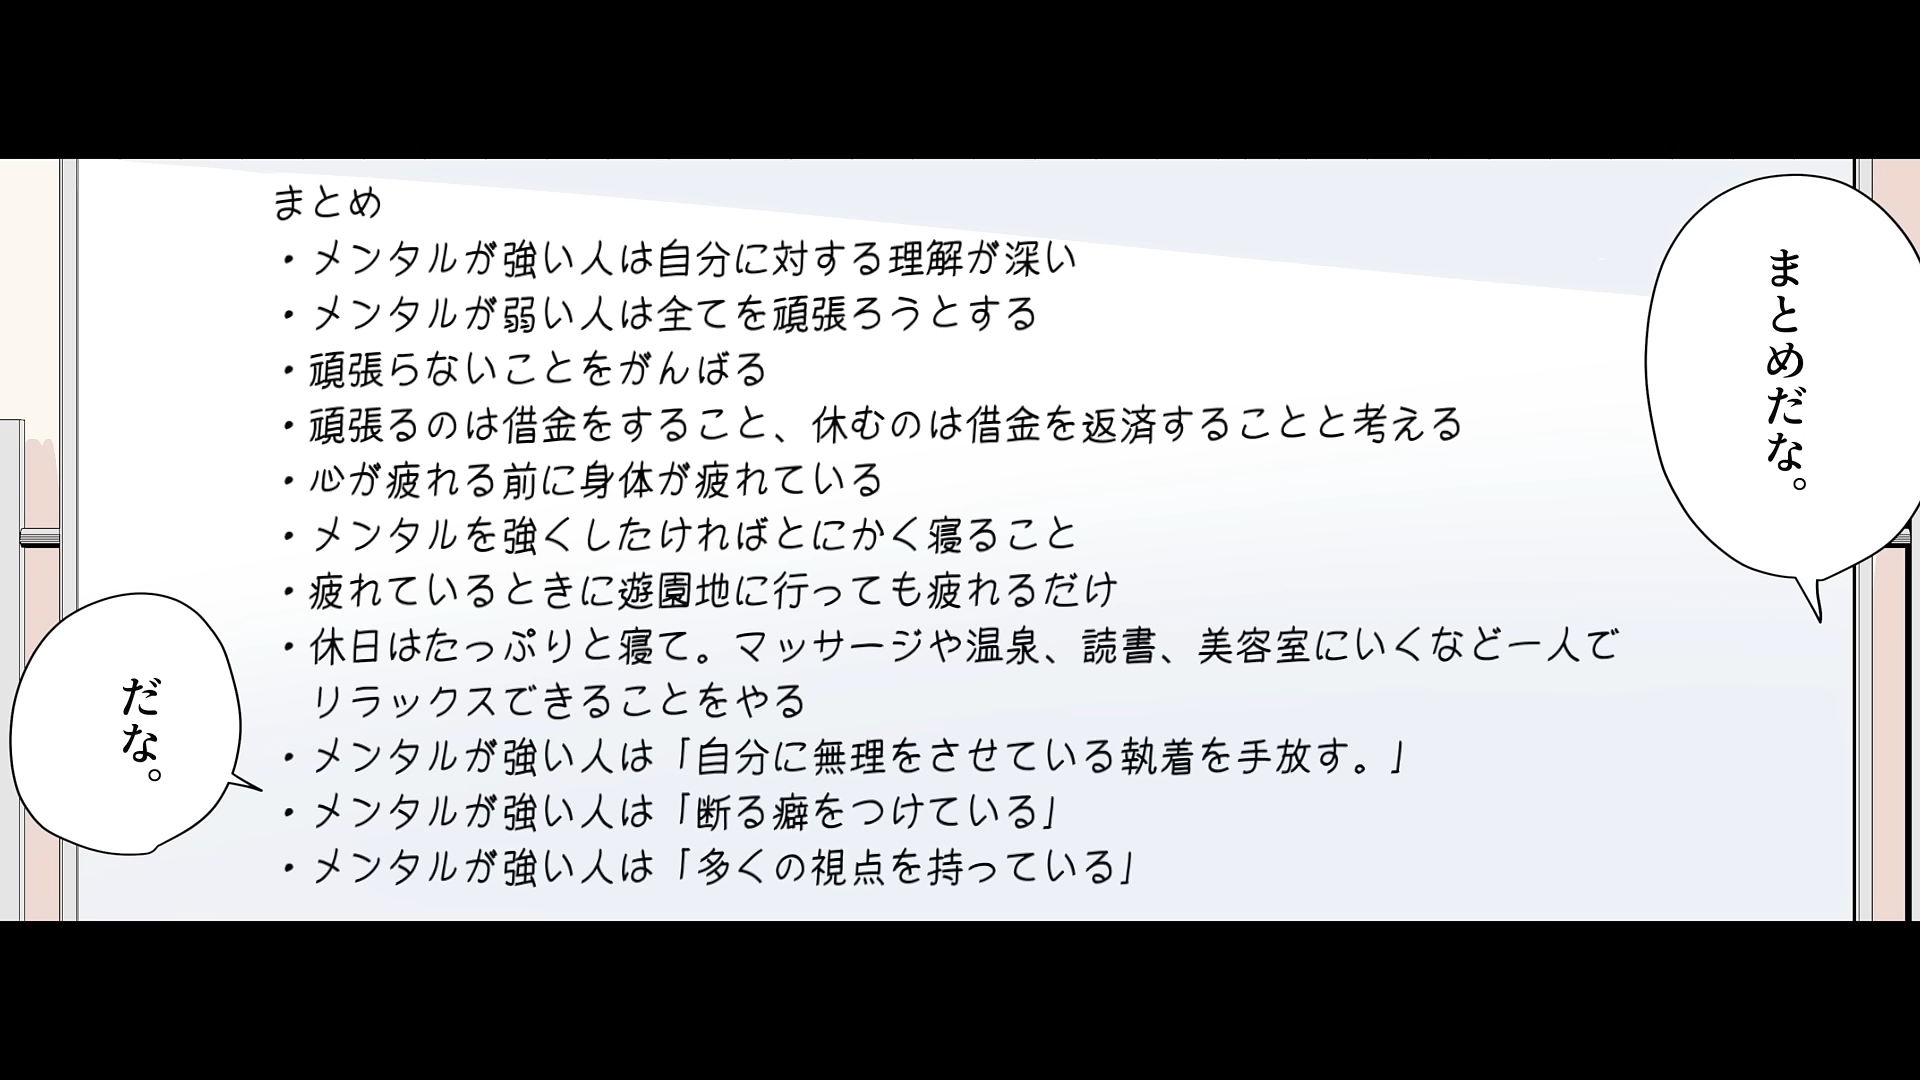 まとめ
・メンタルが強い人は自分に対する理解が深い
・メンタルが弱い人は全てを頑張ろうとする
・頑張らないことをがんばる
・頑張るのは借金をすること、休むのは借金を返済することと考える
・心が疲れる前に身体が疲れている
・メンタルを強くしたければとにかく寝ること
・疲れているときに遊園地に行っても疲れるだけ
・休日はたっぷりと寝て。マッサージや温泉、読書、美容室にいくなど一人で
リラックスできることをやる
・メンタルが強い人は「自分に無理をさせている執着を手放す。」
・メンタルが強い人は「断る癖をつけている」
・メンタルが強い人は「多くの視点を持っている」
まとめだな。
だな。